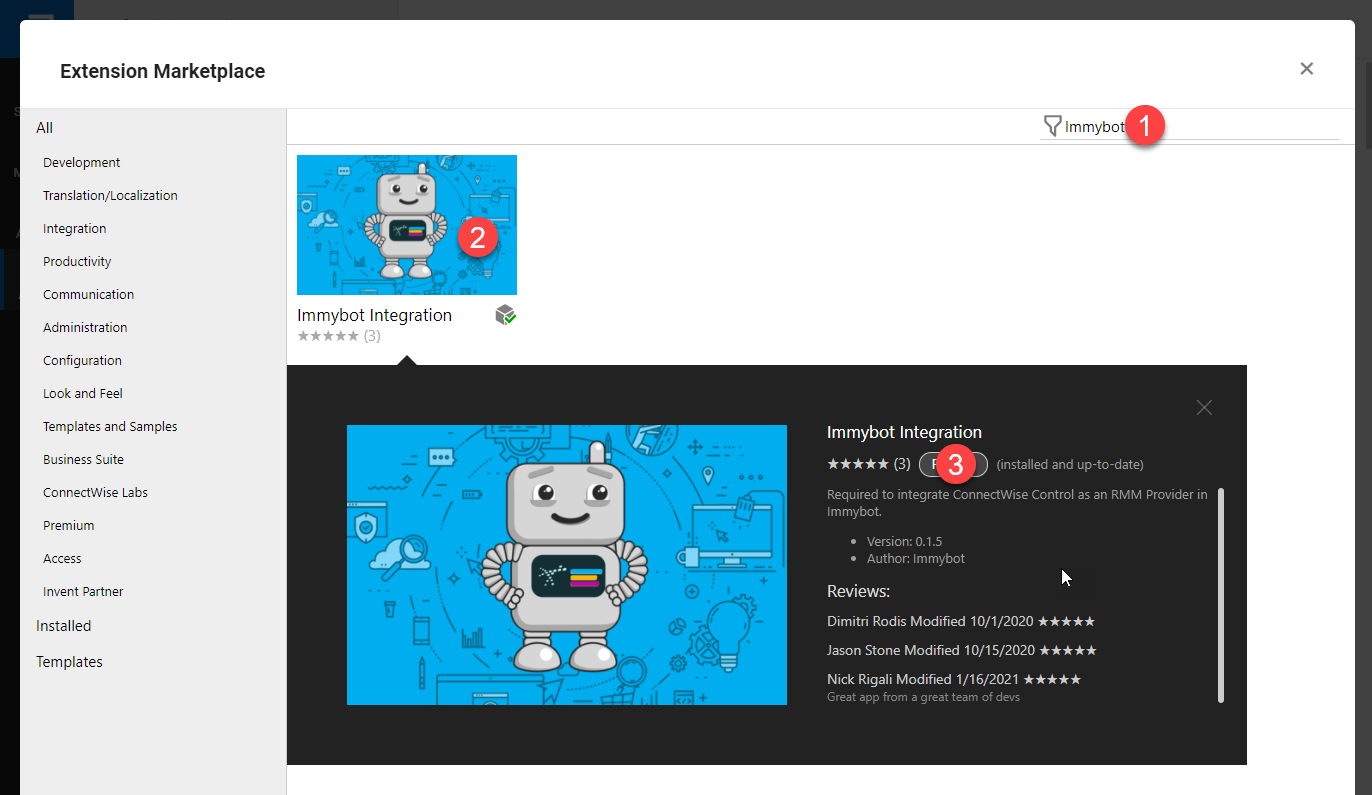 Extension Marketplace
All
Development
Translation/Localization
Integration
Productivity
Communication
Administration
Configuration
Look and Feel
Templates and Samples
Business Suite
ConnectWise Labs
Premium
Access
Invent Partner
Installed
Templates
Immybot
1
2
Immybot Integration
★★★★★ (3)
Immybot Integration
★★★★★ (3) 3 (installed and up-to-date)
Required to integrate ConnectWise Control as an RMM Provider in
Immybot.
• Version: 0.1.5
• Author: Immybot
Reviews:
Dimitri Rodis Modified 10/1/2020 ★★★★★
Jason Stone Modified 10/15/2020 ★★★★★
Nick Rigali Modified 1/16/2021 ★★★★★
Great app from a great team of devs